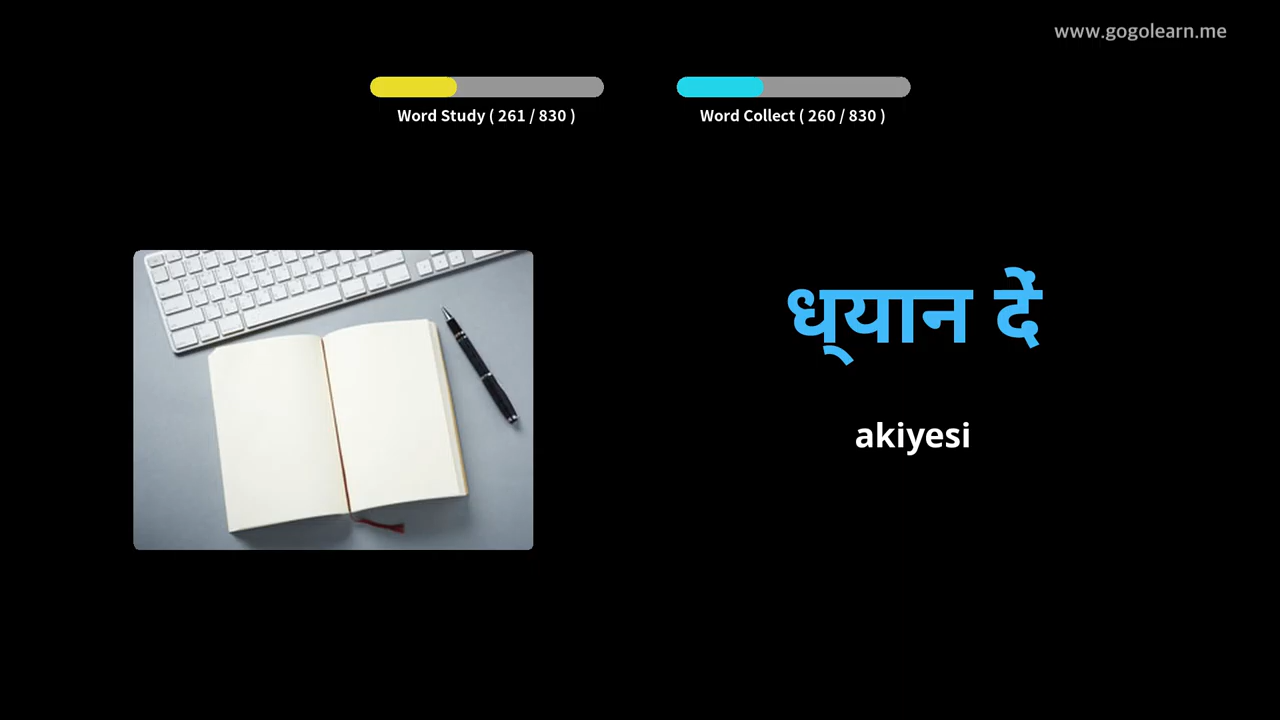 www.gogolearn.me
Word Study ( 261 / 830 )
Word Collect ( 260 / 830 )
ध्यान दें
akiyesi